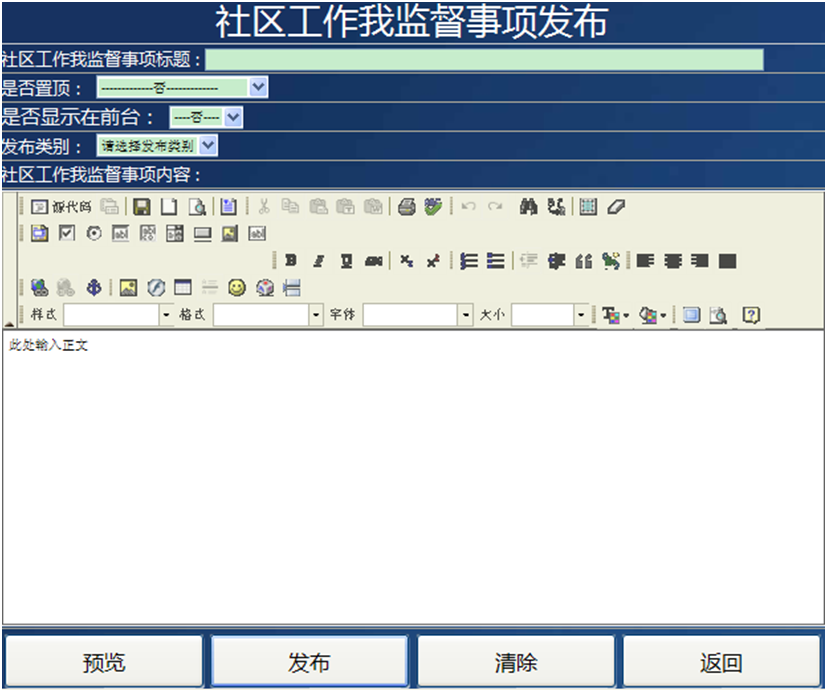 社区工作我监督事项发布
社区工作我监督事项标题：
是否置顶： -------------否-------------
是否显示在前台： ----否----
发布类别： 请选择发布类别
社区工作我监督事项内容：
源代码
样式 格式 字体 大小
此处输入正文
预览 发布 清除 返回